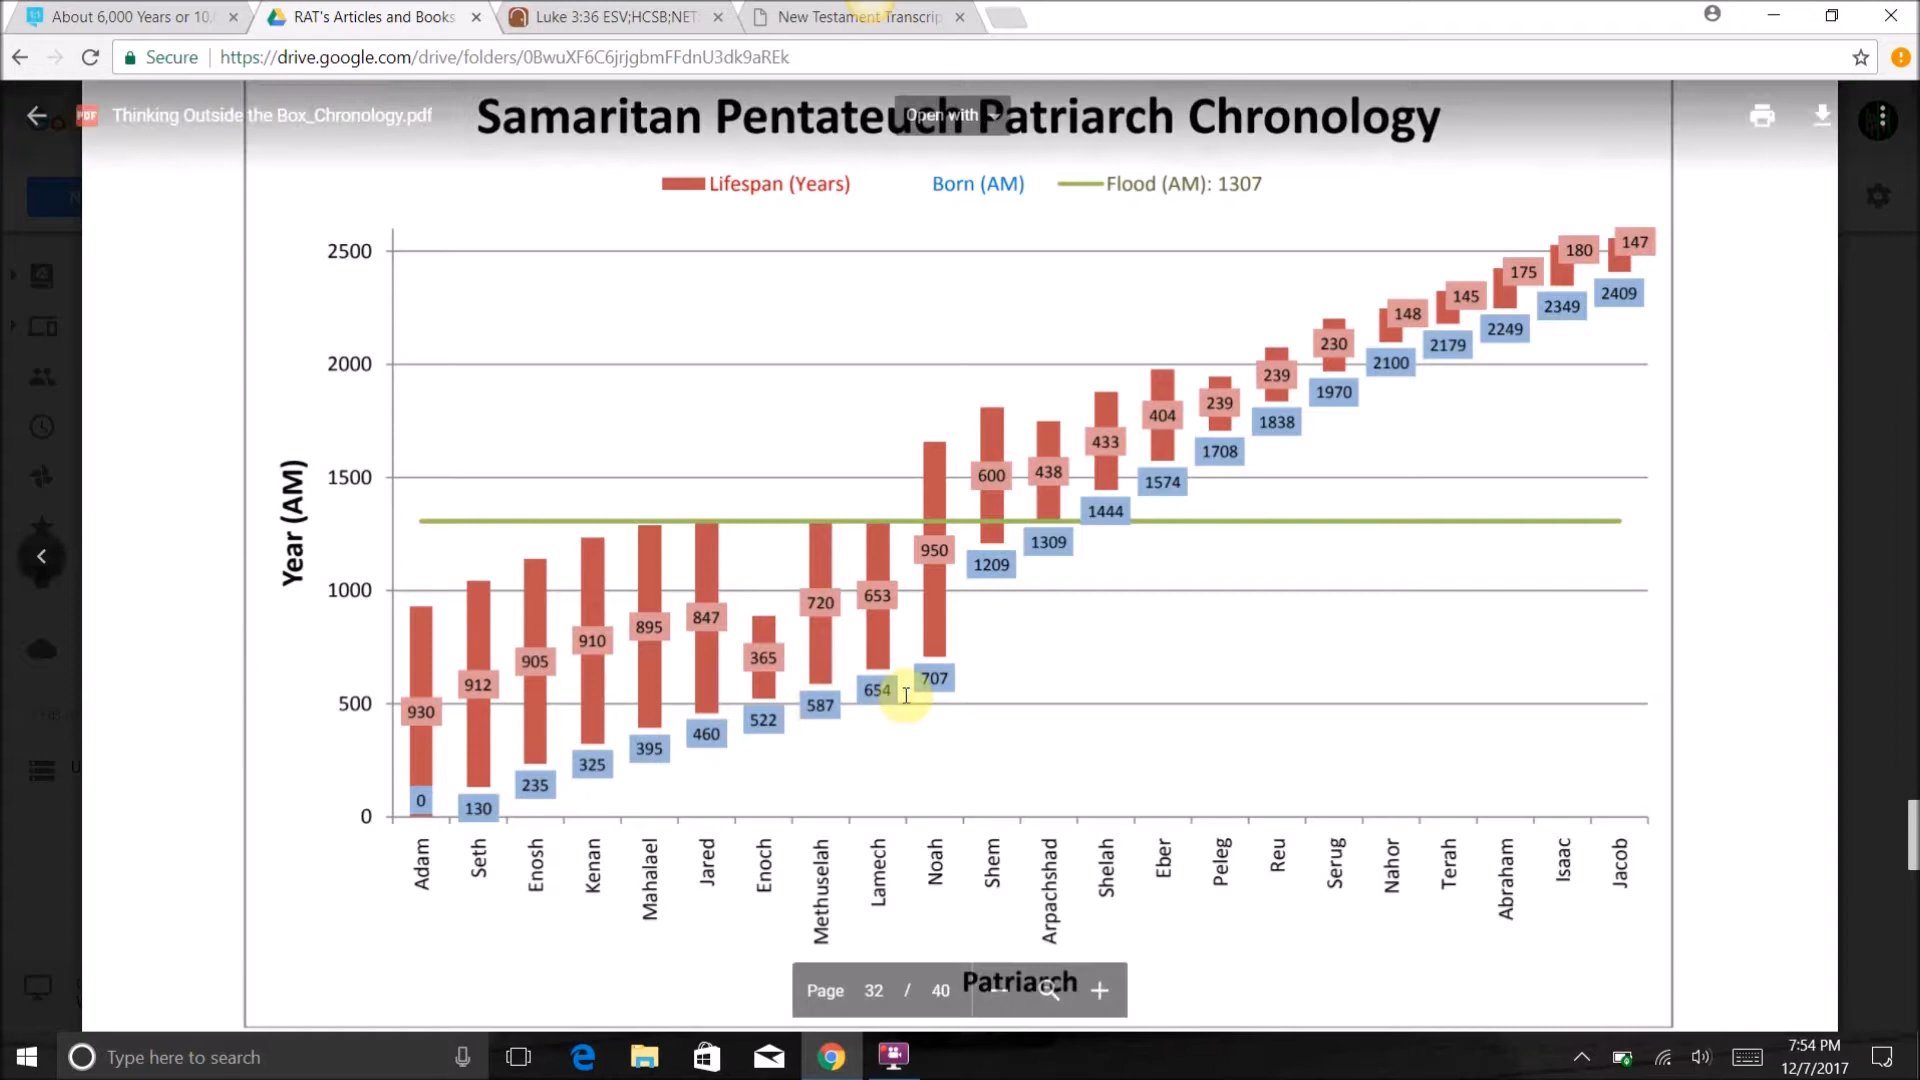 About 6,000 Years or 10,
RAT's Articles and Books
Luke 3:36 ESV;HCSB;NET
New Testament Transcrip
Secure
https://drive.google.com/drive/folders/0BwuXF6C6jrjgbmFFdnU3dk9aREk
PDF
Thinking Outside the Box_Chronology.pdf
Open with
Samaritan Pentateuch Patriarch Chronology
Lifespan (Years)
Born (AM)
Flood (AM): 1307
Year (AM)
2500
2000
1500
1000
500
0
930
912
905
910
895
847
365
720
653
950
600
438
433
404
239
239
230
148
145
175
180
147
0
130
235
325
395
460
522
587
654
707
1209
1309
1444
1574
1708
1838
1970
2100
2179
2249
2349
2409
Adam
Seth
Enosh
Kenan
Mahalael
Jared
Enoch
Methuselah
Lamech
Noah
Shem
Arpachshad
Shelah
Eber
Peleg
Reu
Serug
Nahor
Terah
Abraham
Isaac
Jacob
Patriarch
Page 32 / 40
Type here to search
7:54 PM
12/7/2017